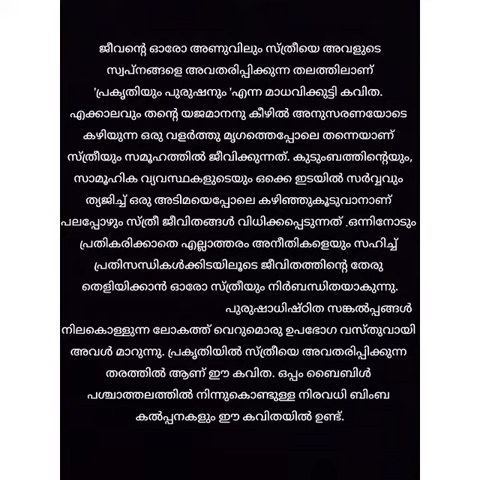 ജീവന്റെ ഓരോ അണുവിലും സ്ത്രീയെ അവളുടെ
സ്വപ്നങ്ങളെ അവതരിപ്പിക്കുന്ന തലത്തിലാണ്
'പ്രകൃതിയും പുരുഷനും 'എന്ന മാധവിക്കുട്ടി കവിത.
എക്കാലവും തന്റെ യജമാനനു കീഴിൽ അനുസരണയോടെ
കഴിയുന്ന ഒരു വളർത്തു മൃഗത്തെപ്പോലെ തന്നെയാണ്
സ്ത്രീയും സമൂഹത്തിൽ ജീവിക്കുന്നത്. കുടുംബത്തിന്റെയും,
സാമൂഹിക വ്യവസ്ഥകളുടെയും ഒക്കെ ഇടയിൽ സർവ്വവും
ത്യജിച്ച് ഒരു അടിമയെപ്പോലെ കഴിഞ്ഞുകൂടുവാനാണ്
പലപ്പോഴും സ്ത്രീ ജീവിതങ്ങൾ വിധിക്കപ്പെടുന്നത് .ഒന്നിനോടും
പ്രതികരിക്കാതെ എല്ലാത്തരം അനീതികളെയും സഹിച്ച്
പ്രതിസന്ധികൾക്കിടയിലൂടെ ജീവിതത്തിന്റെ തേരു
തെളിയിക്കാൻ ഓരോ സ്ത്രീയും നിർബന്ധിതയാകുന്നു.
പുരുഷാധിഷ്ഠിത സങ്കൽപ്പങ്ങൾ
നിലകൊള്ളുന്ന ലോകത്ത് വെറുമൊരു ഉപഭോഗ വസ്തുവായി
അവൾ മാറുന്നു. പ്രകൃതിയിൽ സ്ത്രീയെ അവതരിപ്പിക്കുന്ന
തരത്തിൽ ആണ് ഈ കവിത. ഒപ്പം ബൈബിൾ
പശ്ചാത്തലത്തിൽ നിന്നുകൊണ്ടുള്ള നിരവധി ബിംബ
കൽപ്പനകളും ഈ കവിതയിൽ ഉണ്ട്.